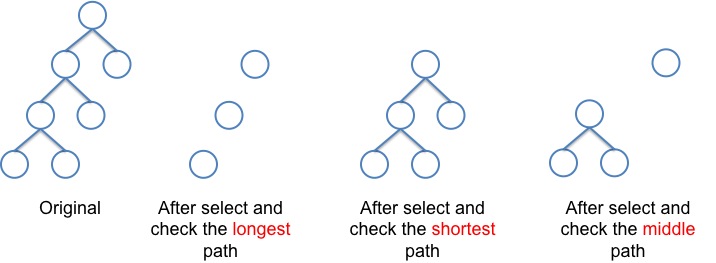 Original
After select and
check the longest
path
After select and
check the shortest
path
After select and
check the middle
path